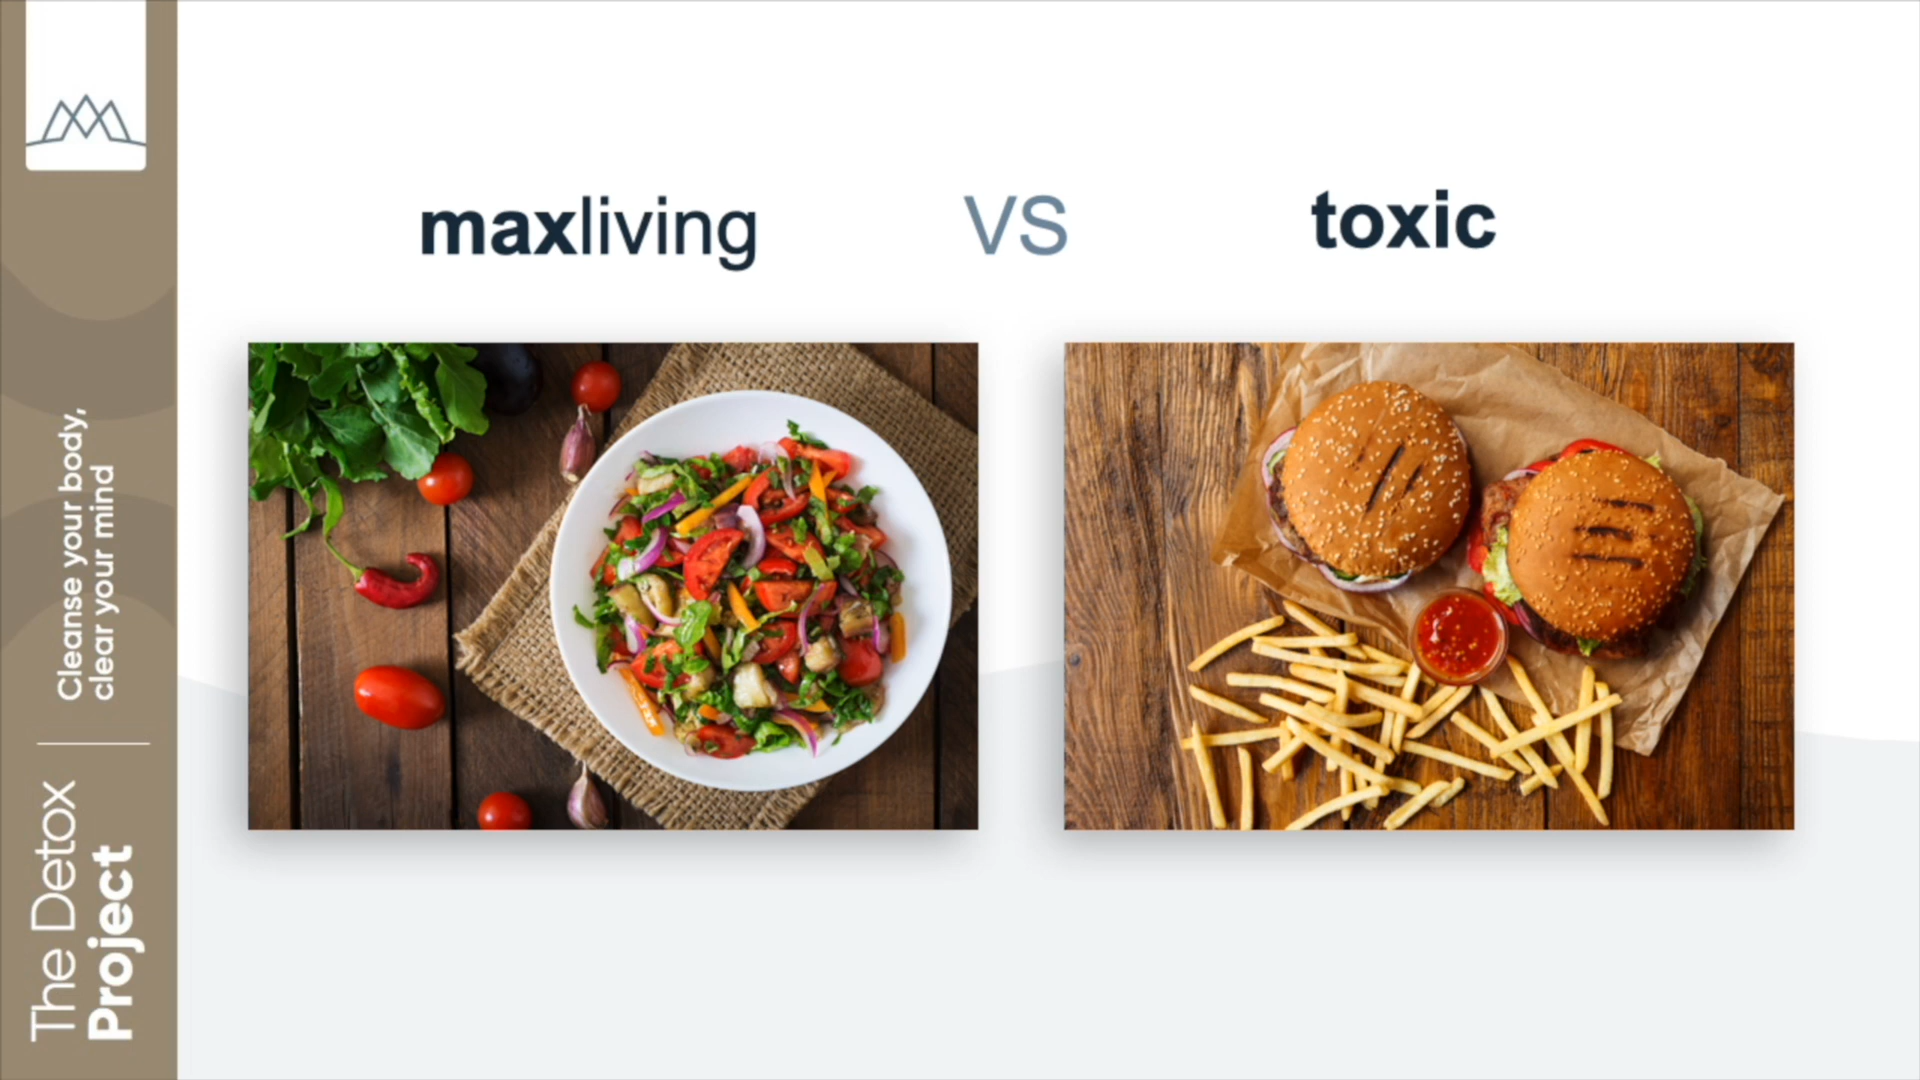 maxliving VS toxic
Cleanse your body,
clear your mind
The Detox
Project